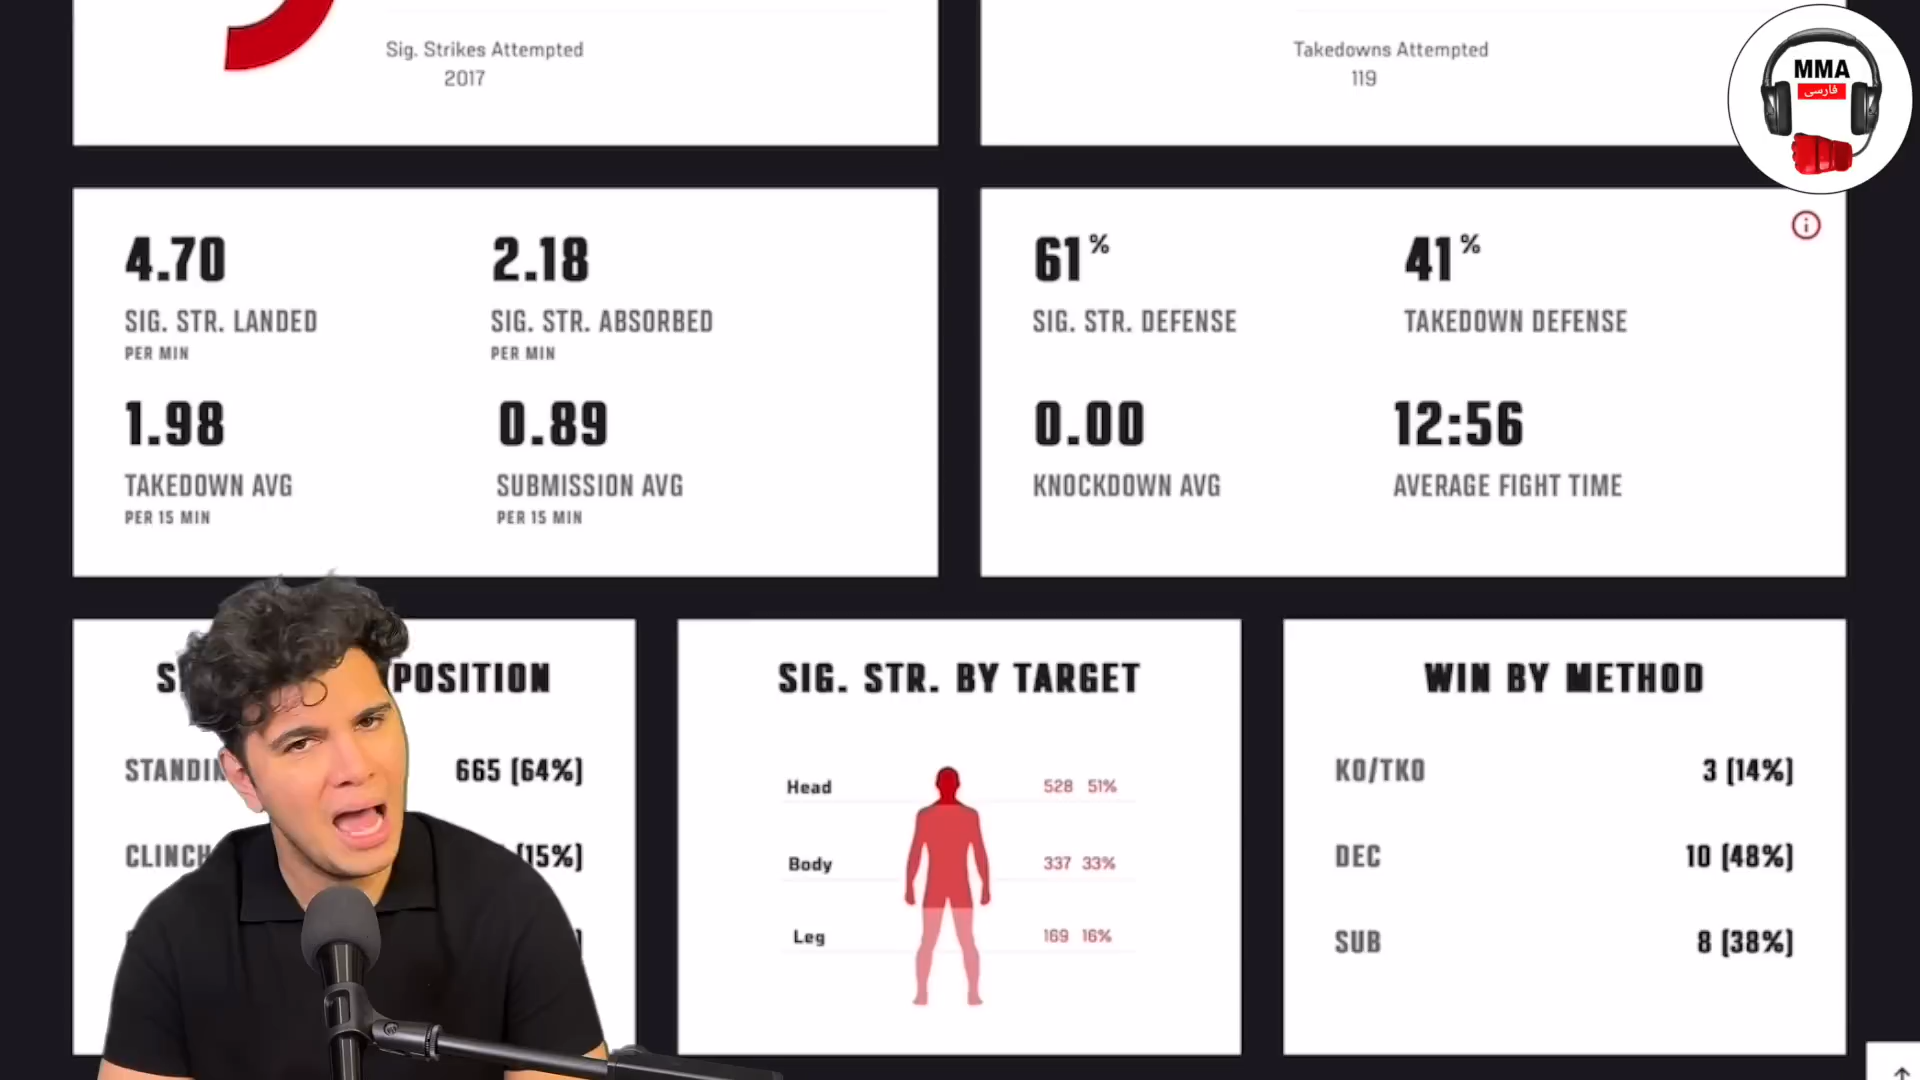 Sig. Strikes Attempted
2017
Takedowns Attempted
119
MMA
فارسی
4.70
SIG. STR. LANDED
PER MIN
2.18
SIG. STR. ABSORBED
PER MIN
1.98
TAKEDOWN AVG
PER 15 MIN
0.89
SUBMISSION AVG
PER 15 MIN
61%
SIG. STR. DEFENSE
41%
TAKEDOWN DEFENSE
0.00
KNOCKDOWN AVG
12:56
AVERAGE FIGHT TIME
POSITION
665 (64%)
(15%)
SIG. STR. BY TARGET
Head 528 51%
Body 337 33%
Leg 169 16%
WIN BY METHOD
KO/TKO 3 (14%)
DEC 10 (48%)
SUB 8 (38%)